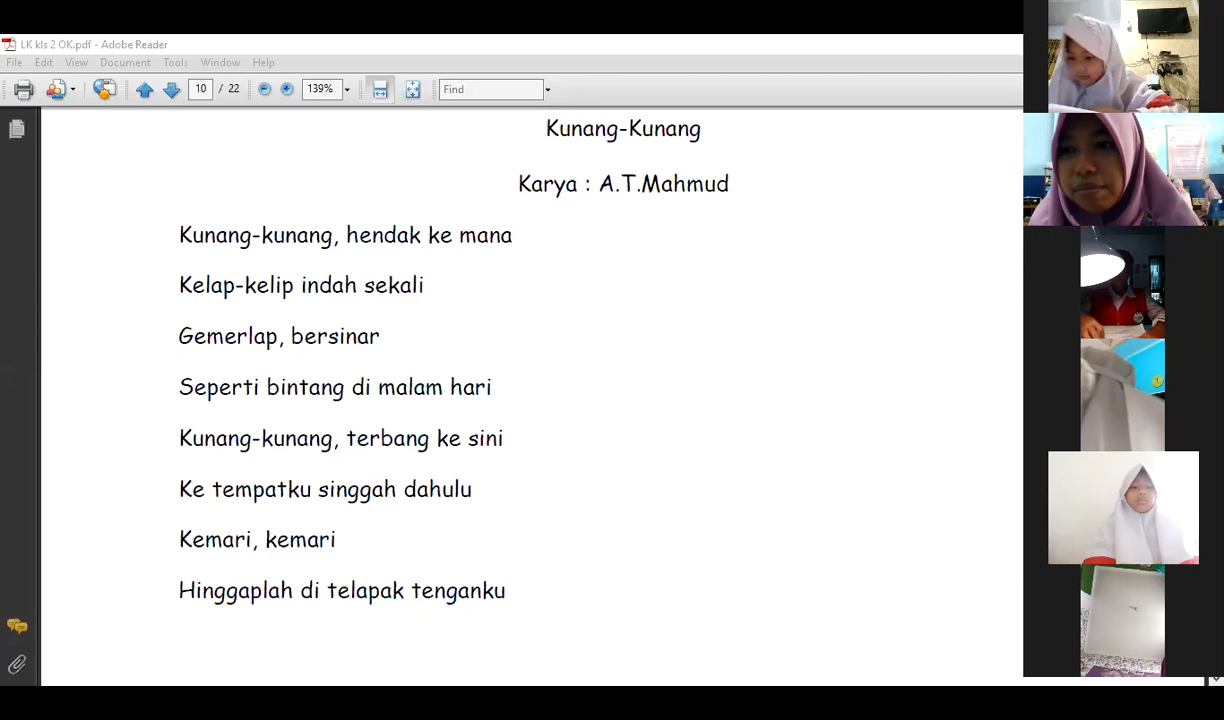 LK kls 2 OK.pdf - Adobe Reader
File Edit View Document Tools Window Help
10 / 22 139% Find
Kunang-Kunang
Karya : A.T.Mahmud
Kunang-kunang, hendak ke mana
Kelap-kelip indah sekali
Gemerlap, bersinar
Seperti bintang di malam hari
Kunang-kunang, terbang ke sini
Ke tempatku singgah dahulu
Kemari, kemari
Hinggaplah di telapak tenganku